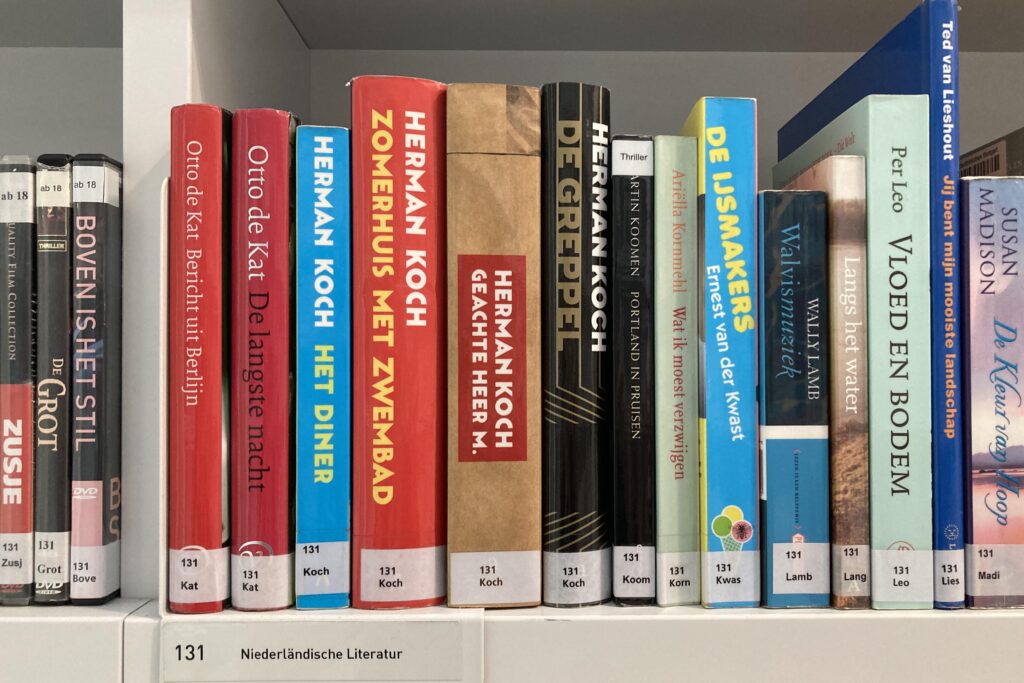 ab 18
QUALITY FILM COLLECTION
ZUSJE
131
Zusj
ab 18
THRILLER
DE GROT
131
Grot
DVD
ab 18
BOVEN IS HET STIL
DVD
131
Bove
Otto de Kat Bericht uit Berlijn
131
Kat
Otto de Kat De langste nacht
131
Kat
HERMAN KOCH HET DINER
131
Koch
HERMAN KOCH
ZOMERHUIS MET ZWEMBAD
131
Koch
HERMAN KOCH
GEACHTE HEER M.
131
Koch
HERMAN KOCH
DE GREPPEL
131
Koch
Thriller
MARTIN KOOMEN PORTLAND IN PRUISEN
131
Koom
Ariëlla Kornmehl Wat ik moest verzwijgen
131
Korn
DE IJSMAKERS
Ernest van der Kwast
131
Kwas
WALLY LAMB
Walvismuziek
131
Lamb
Langs het water
131
Lang
Per Leo VLOED EN BODEM
131
Leo
Ted van Lieshout Jij bent mijn mooiste landschap
131
Lies
SUSAN
MADISON
De Kleur van Hoop
131
Madi
131 Niederländische Literatur